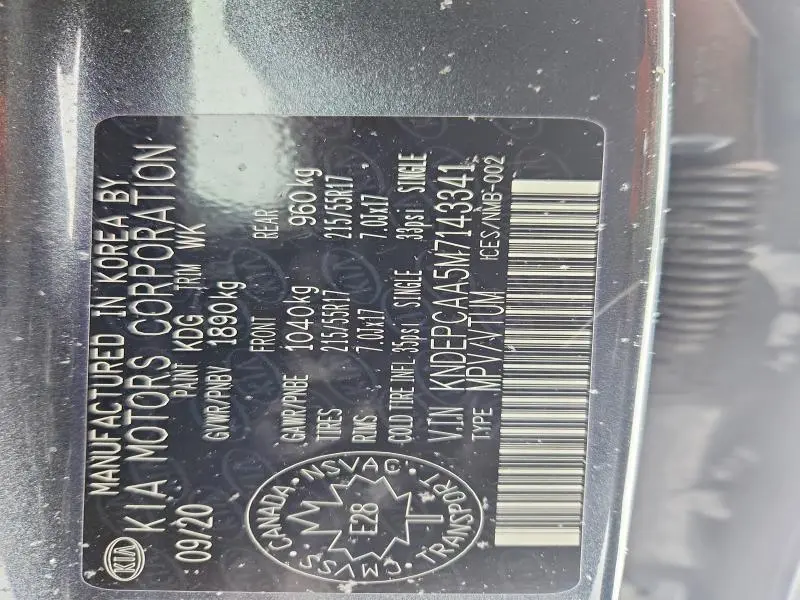 MANUFACTURED IN KOREA BY
KIA KIA MOTORS CORPORATION
09/20 PAINT KDG TRIM WK
GVWR/PNBV 1890kg
FRONT REAR
GAWR/PNBE 1040kg 960kg
TIRES 215/55R17 215/55R17
RIMS 7.0Jx17 7.0Jx17
COLD TIRE INFL 35psi SINGLE 33psi SINGLE
V.IN KNDEPCAA5M7143341
TYPE MPV/VTUM ICES/NMB-002
CANADA • NSVAC
CMVSS • TRANSPORT
M
E28
T